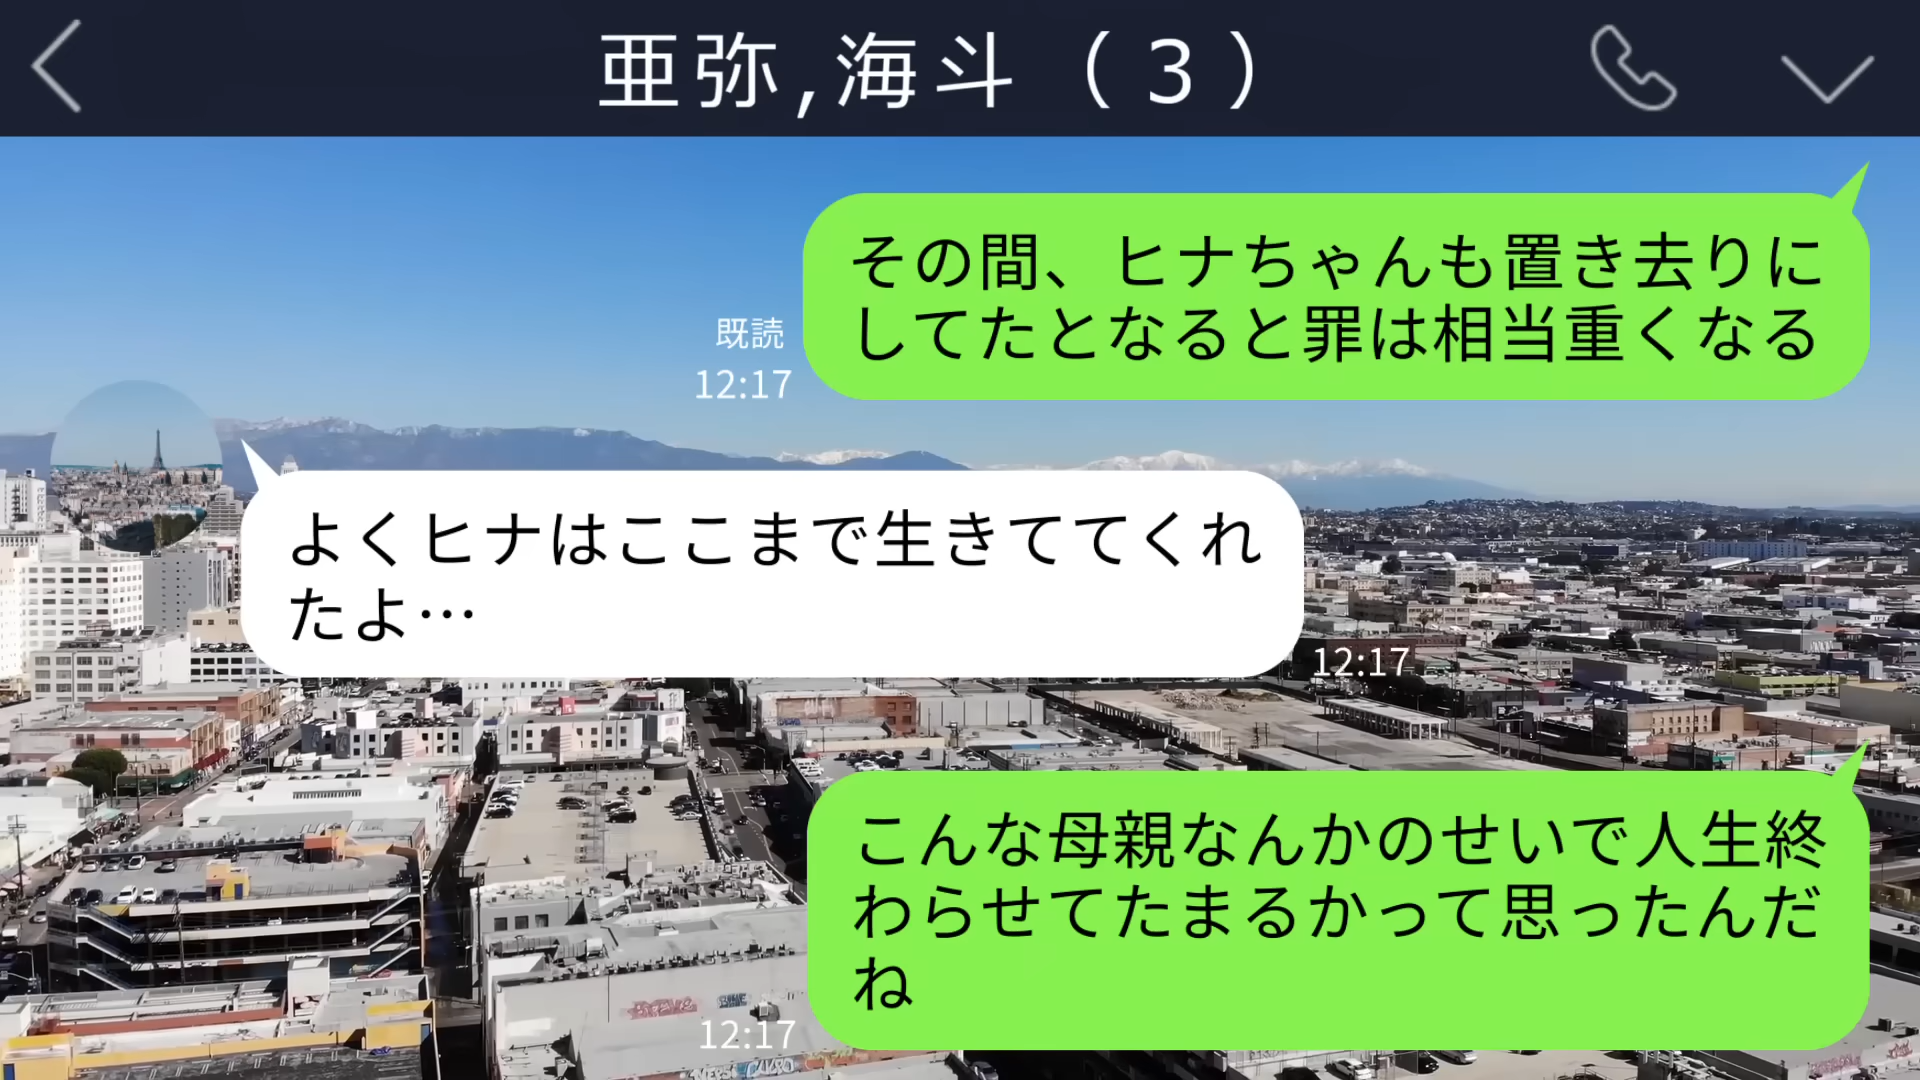 亜弥,海斗（3）
その間、ヒナちゃんも置き去りに
してたとなると罪は相当重くなる
既読
12:17
よくヒナはここまで生きててくれ
たよ…
12:17
こんな母親なんかのせいで人生終
わらせてたまるかって思ったんだ
ね
12:17